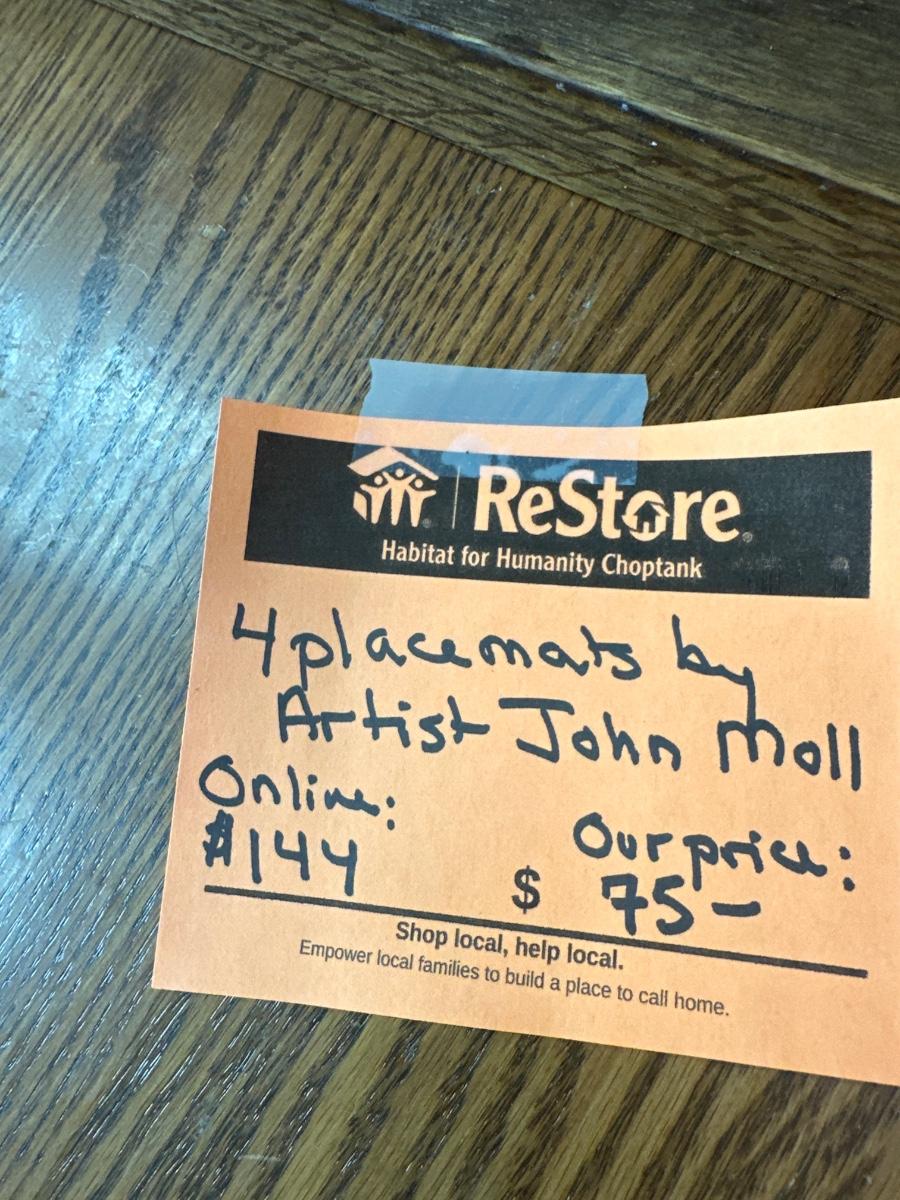 ReStore®
Habitat for Humanity Choptank
4 placemats by
Artist John Moll
Online:
$144
Our price:
$ 75–
Shop local, help local.
Empower local families to build a place to call home.